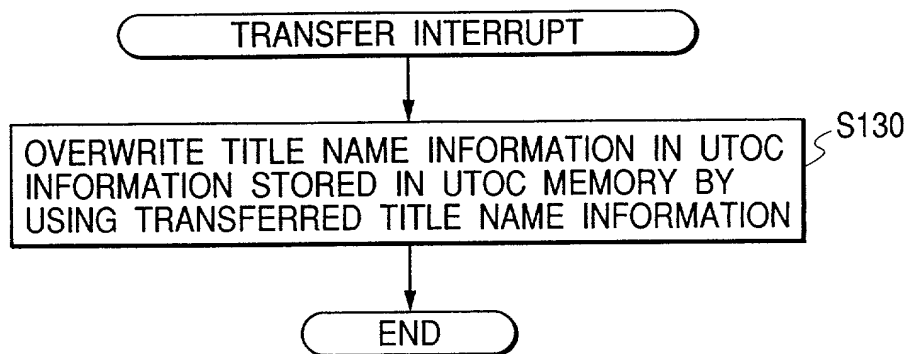 TRANSFER INTERRUPT
S130
OVERWRITE TITLE NAME INFORMATION IN UTOC
INFORMATION STORED IN UTOC MEMORY BY
USING TRANSFERRED TITLE NAME INFORMATION
END